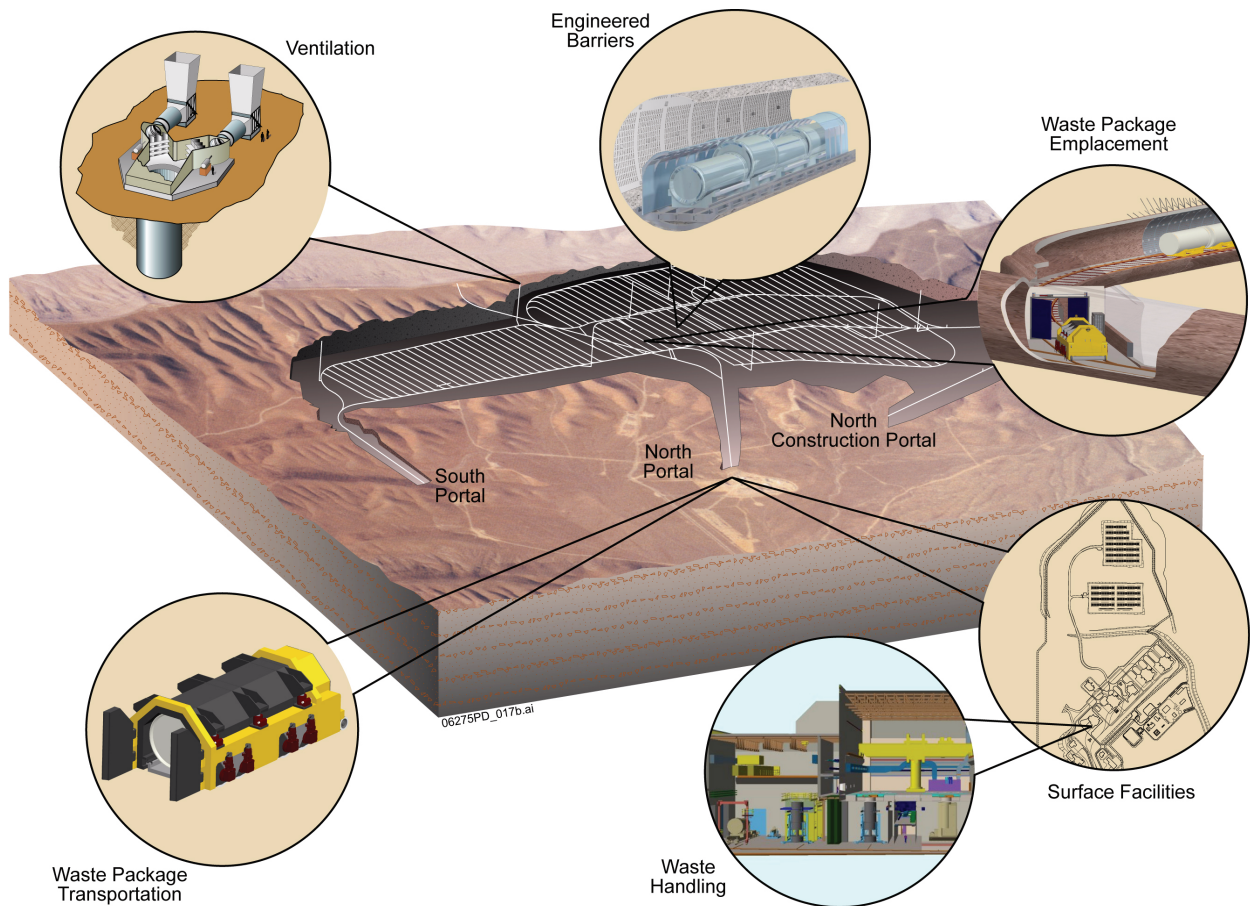 Ventilation
Engineered
Barriers
Waste Package
Emplacement
South
Portal
North
Portal
North
Construction Portal
06275PD_017b.ai
Waste Package
Transportation
Waste
Handling
Surface Facilities